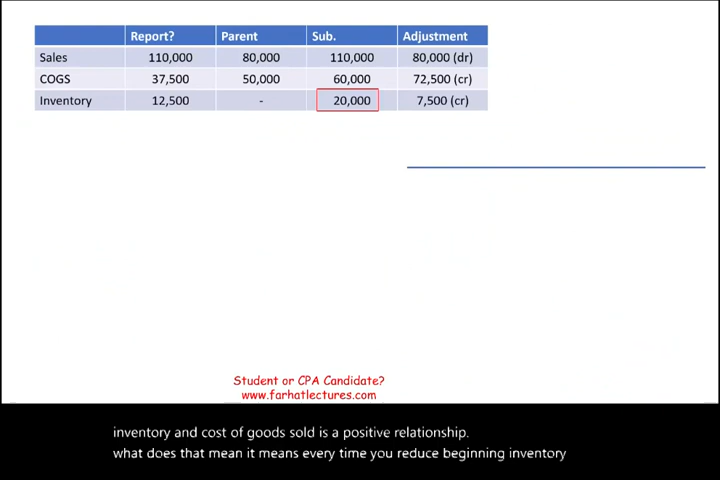 Report? Parent Sub. Adjustment
Sales 110,000 80,000 110,000 80,000 (dr)
COGS 37,500 50,000 60,000 72,500 (cr)
Inventory 12,500 - 20,000 7,500 (cr)
Student or CPA Candidate?
www.farhatlectures.com
inventory and cost of goods sold is a positive relationship.
what does that mean it means every time you reduce beginning inventory